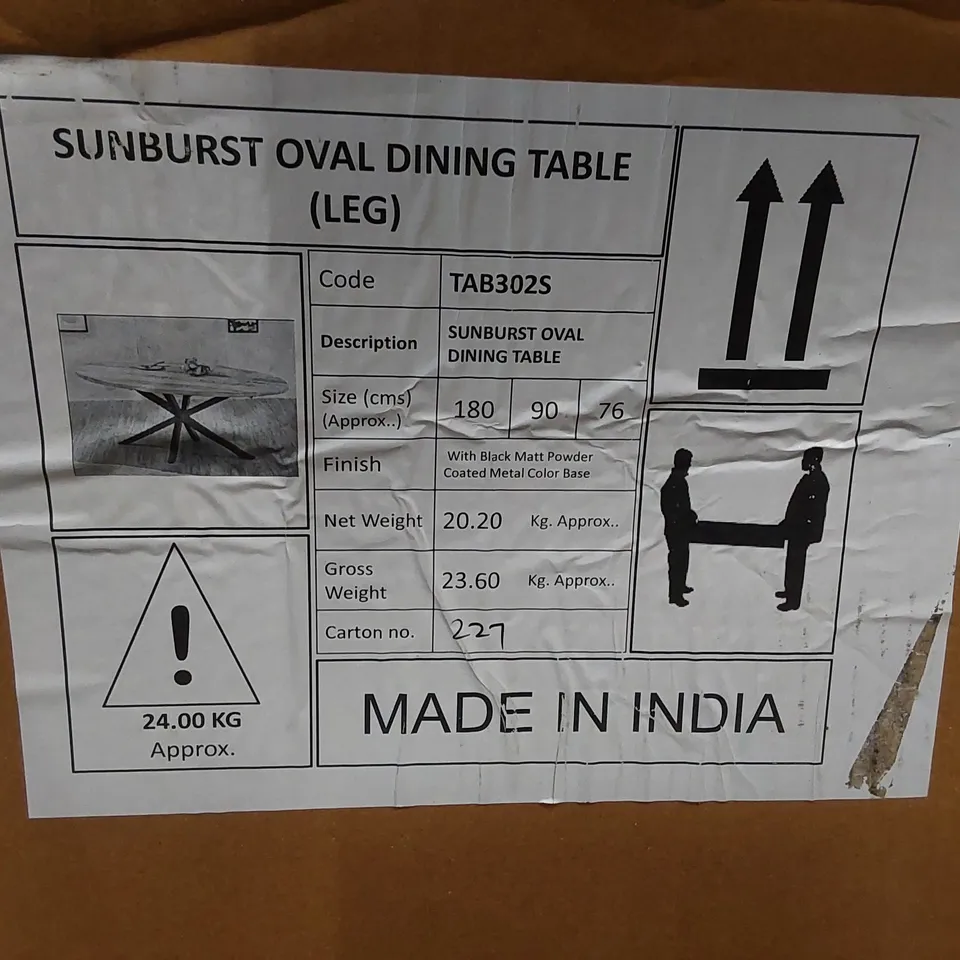 SUNBURST OVAL DINING TABLE
(LEG)
Code TAB302S
Description SUNBURST OVAL
DINING TABLE
Size (cms)
(Approx..) 180 90 76
Finish With Black Matt Powder
Coated Metal Color Base
Net Weight 20.20 Kg. Approx..
Gross
Weight 23.60 Kg. Approx..
Carton no. 227
24.00 KG
Approx.
MADE IN INDIA